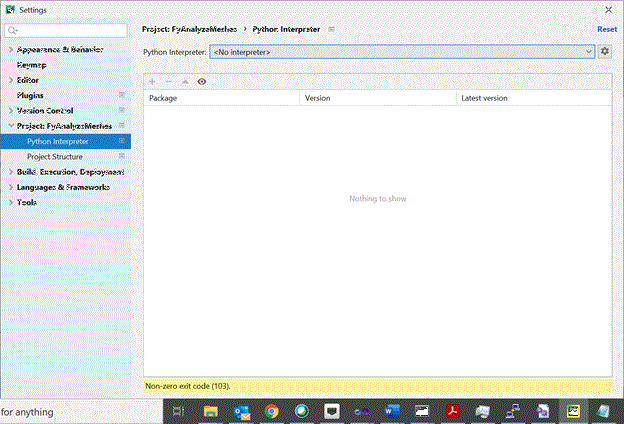 Settings
Project: PyAnalyzeMeshes > Python Interpreter
Reset
Appearance & Behavior
Keymap
Editor
Plugins
Version Control
Project: PyAnalyzeMeshes
Python Interpreter
Project Structure
Build, Execution, Deployment
Languages & Frameworks
Tools
Python Interpreter: <No interpreter>
Package Version Latest version
Nothing to show
Non-zero exit code (103).
for anything